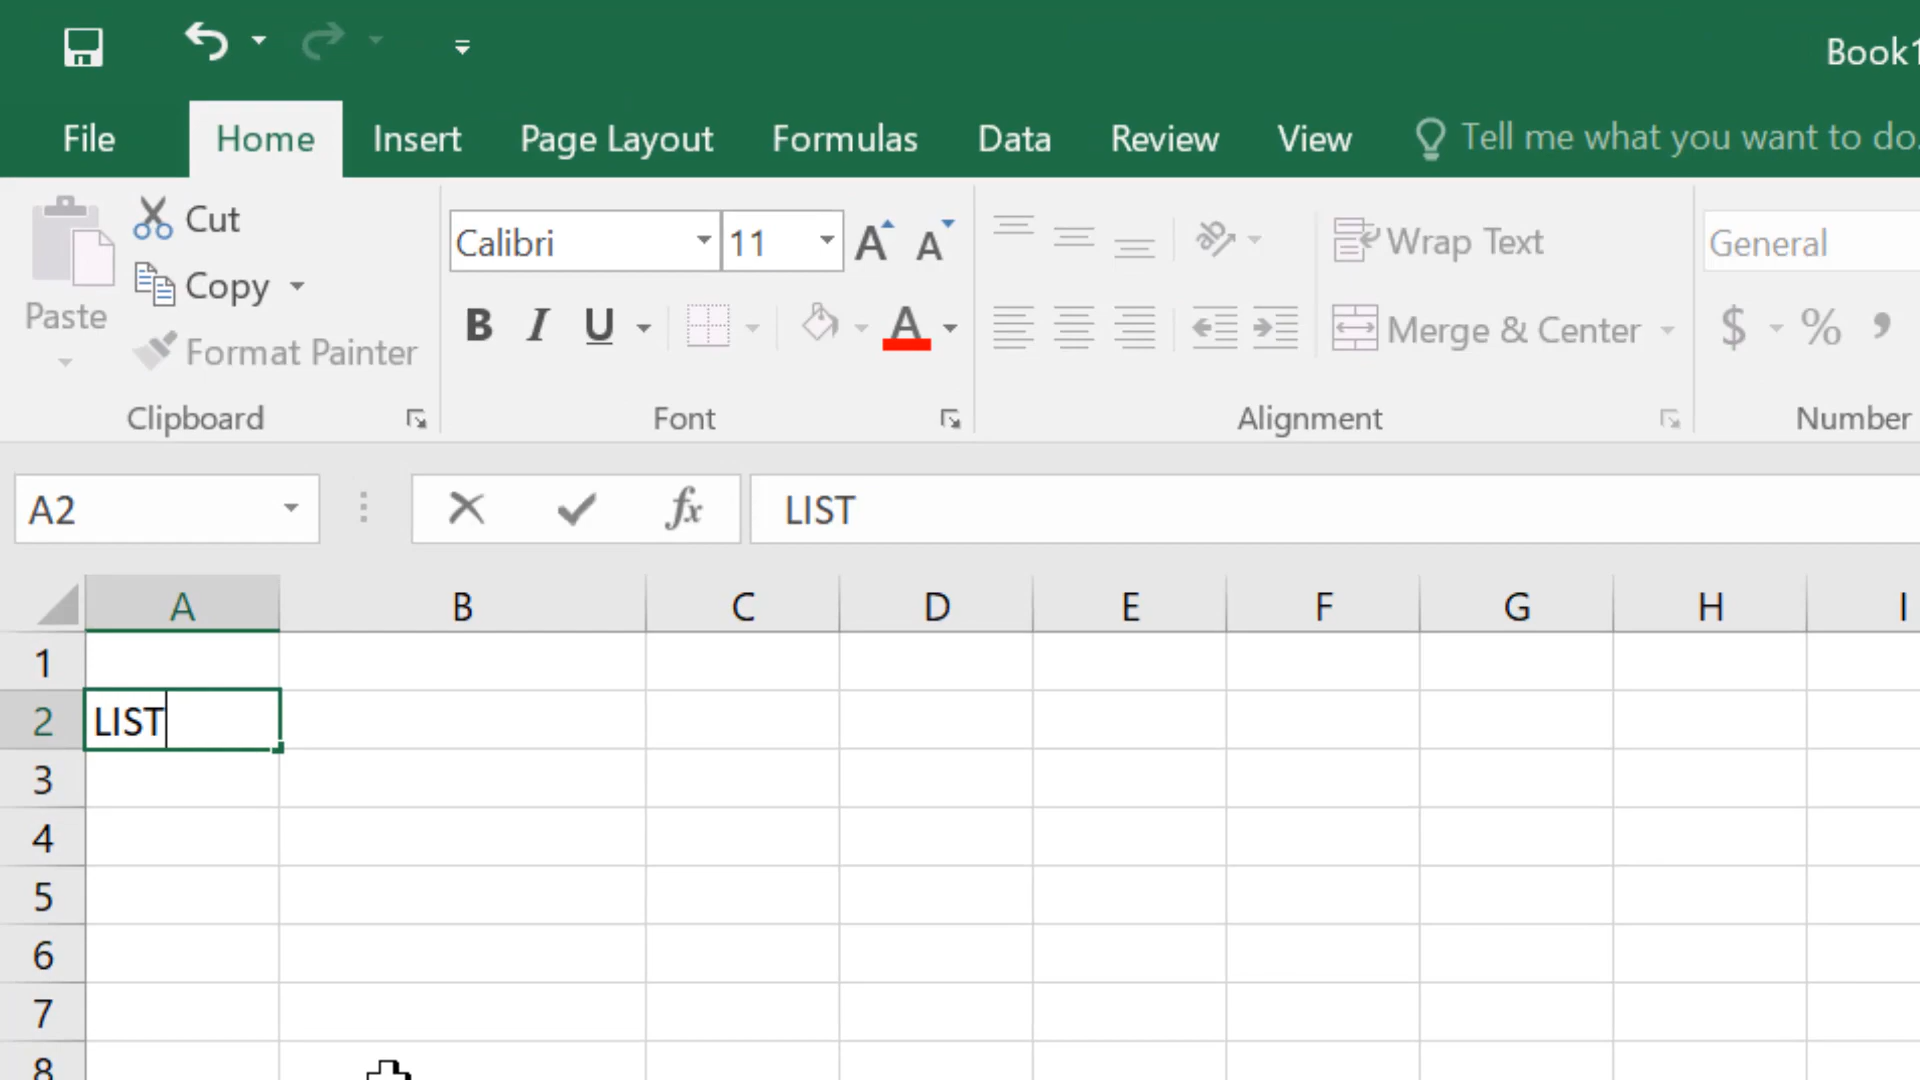 Book1
File Home Insert Page Layout Formulas Data Review View Tell me what you want to do.
Cut
Calibri 11 A A Wrap Text General
Copy
Paste
B I U A Merge & Center $ % ,
Format Painter
Clipboard Font Alignment Number
A2 fx LIST
A B C D E F G H I
1
2 LIST
3
4
5
6
7
8